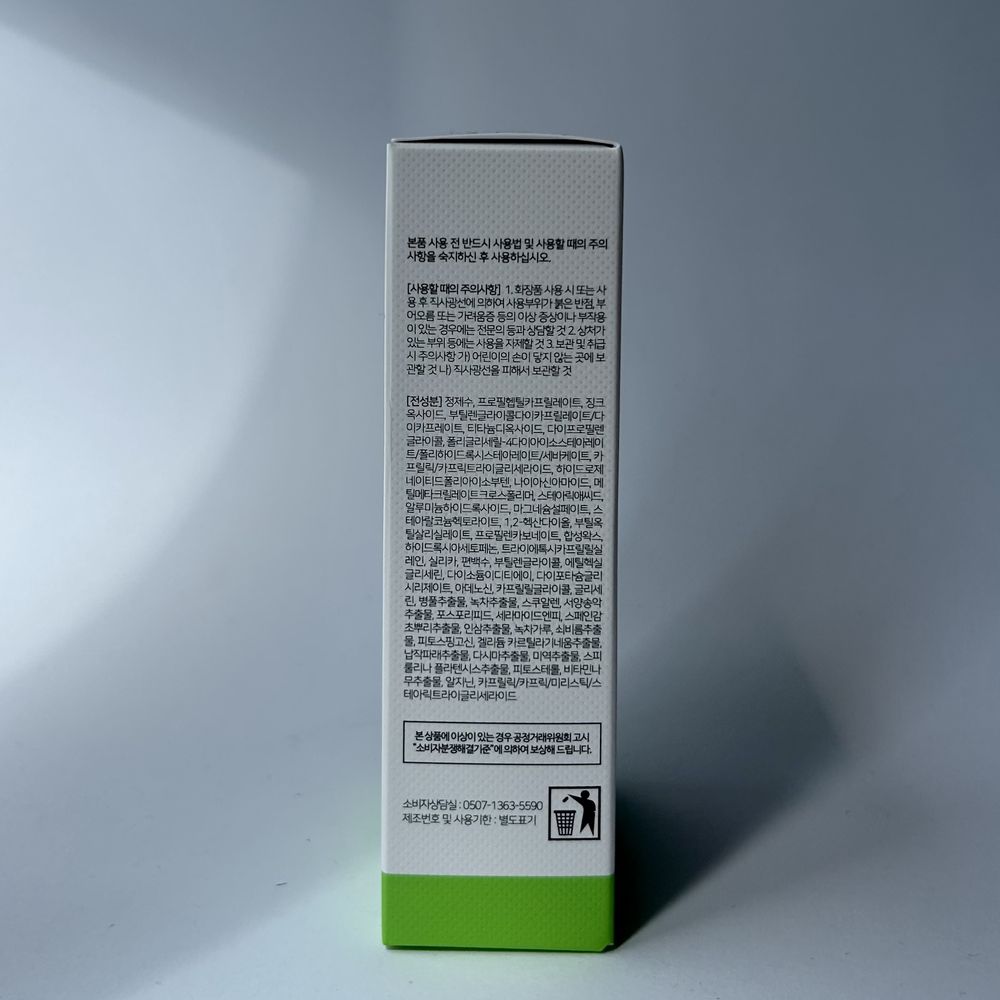 본품 사용 전 반드시 사용법 및 사용할 때의 주의
사항을 숙지하신 후 사용하십시오.
[사용할 때의 주의사항] 1. 화장품 사용 시 또는 사
용 후 직사광선에 의하여 사용부위가 붉은 반점, 부
어오름 또는 가려움증 등의 이상 증상이나 부작용
이 있는 경우에는 전문의 등과 상담할 것 2. 상처가
있는 부위 등에는 사용을 자제할 것 3. 보관 및 취급
시 주의사항 가) 어린이의 손이 닿지 않는 곳에 보
관할 것 나) 직사광선을 피해서 보관할 것
[전성분] 정제수, 프로필헵틸카프릴레이트, 징크
옥사이드, 부틸렌글라이콜다이카프릴레이트/다
이카프레이트, 티타늄디옥사이드, 다이프로필렌
글라이콜, 폴리글리세릴-4다이아이소스테아레이
트/폴리하이드록시스테아레이트/세바케이트, 카
프릴릭/카프릭트라이글리세라이드, 하이드로제
네이티드폴리아이소부텐, 나이아신아마이드, 메
틸메타크릴레이트크로스폴리머, 스테아릭애씨드,
알루미늄하이드록사이드, 마그네슘설페이트, 스
테아랄코늄헥토라이트, 1,2-헥산다이올, 부틸옥
틸살리실레이트, 프로필렌카보네이트, 합성왁스,
하이드록시아세토페논, 트라이에톡시카프릴릴실
레인, 실리카, 편백수, 부틸렌글라이콜, 에틸헥실
글리세린, 다이소듐이디티에이, 다이포타슘글리
시리제이트, 아데노신, 카프릴릴글라이콜, 글리세
린, 병풀추출물, 녹차추출물, 스쿠알렌, 서양송악
추출물, 포스포리피드, 세라마이드엔피, 스페인감
초뿌리추출물, 인삼추출물, 녹차가루, 쇠비름추출
물, 피토스핑고신, 겔리듐 카르틸라기네움추출물,
납작파래추출물, 다시마추출물, 미역추출물, 스피
룰리나 플라텐시스추출물, 피토스테롤, 비타민나
무추출물, 알지닌, 카프릴릭/카프릭/미리스틱/스
테아릭트라이글리세라이드
본 상품에 이상이 있는 경우 공정거래위원회 고시
"소비자분쟁해결기준"에 의하여 보상해 드립니다.
소비자상담실 : 0507-1363-5590
제조번호 및 사용기한 : 별도표기